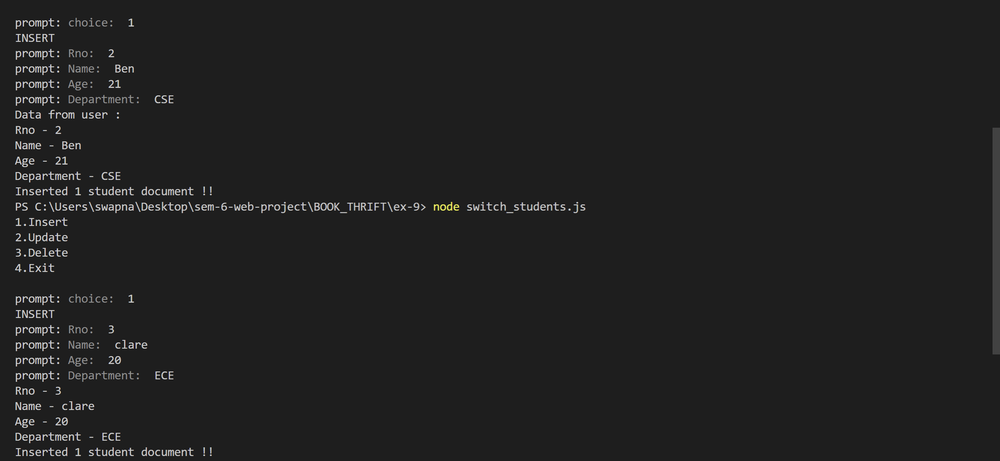 prompt: choice:  1
INSERT
prompt: Rno:  2
prompt: Name:  Ben
prompt: Age:  21
prompt: Department:  CSE
Data from user :
Rno - 2
Name - Ben
Age - 21
Department - CSE
Inserted 1 student document !!
PS C:\Users\swapna\Desktop\sem-6-web-project\BOOK_THRIFT\ex-9> node switch_students.js
1.Insert
2.Update
3.Delete
4.Exit
prompt: choice:  1
INSERT
prompt: Rno:  3
prompt: Name:  clare
prompt: Age:  20
prompt: Department:  ECE
Rno - 3
Name - clare
Age - 20
Department - ECE
Inserted 1 student document !!